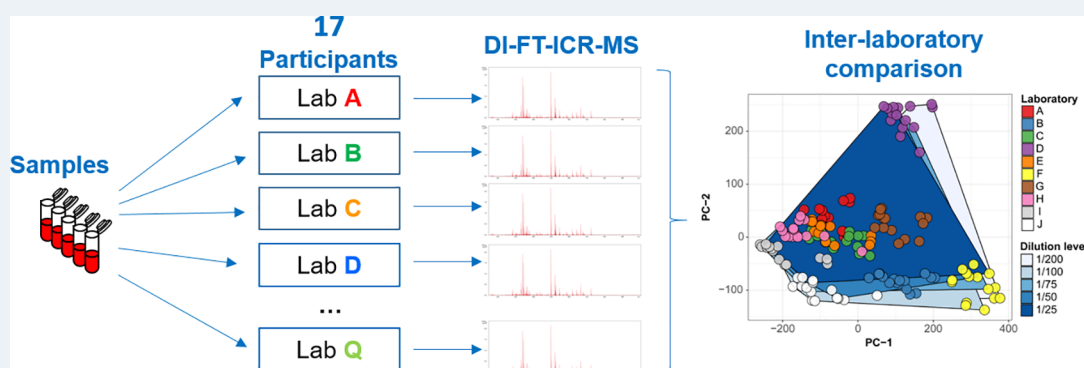 17
Participants
DI-FT-ICR-MS
Inter-laboratory
comparison
Samples
Lab A
Lab B
Lab C
Lab D
...
Lab Q
PC-2
200
100
0
−100
−200
0
200
400
PC-1
Laboratory
A
B
C
D
E
F
G
H
I
J
Dilution level
1/200
1/100
1/75
1/50
1/25